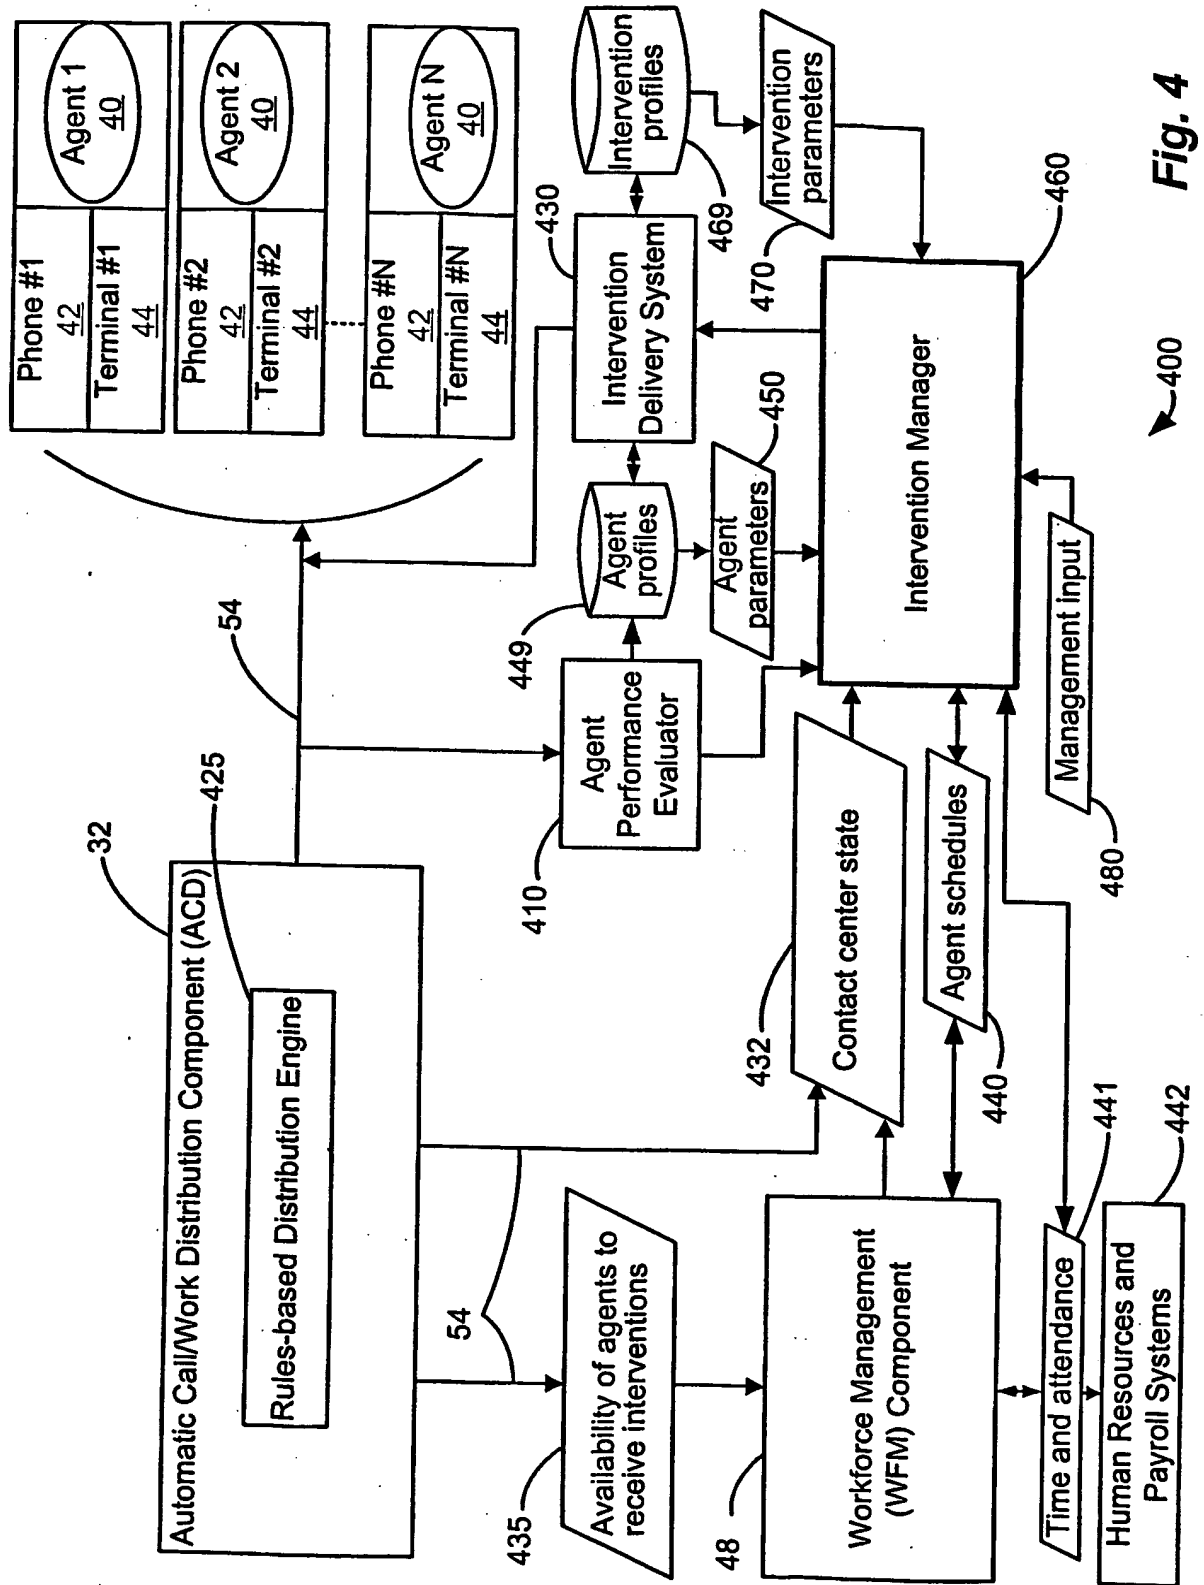 Automatic Call/Work Distribution Component (ACD)
32
Rules-based Distribution Engine
425
54
Phone #1
42
Terminal #1
44
Agent 1
40
Phone #2
42
Terminal #2
44
Agent 2
40
Phone #N
42
Terminal #N
44
Agent N
40
54
435
Availability of agents to
receive interventions
410
Agent
Performance
Evaluator
449
Agent
profiles
430
Intervention
Delivery System
Intervention
profiles
469
Agent
parameters
450
470
Intervention
parameters
432
Contact center state
48
Workforce Management
(WFM) Component
Agent schedules
440
Intervention Manager
460
Time and attendance
441
Human Resources and
Payroll Systems
442
480
Management input
400
Fig. 4